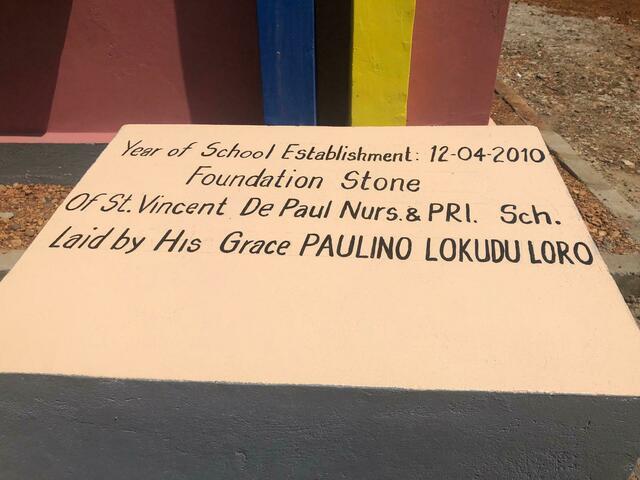 Year of School Establishment: 12-04-2010
Foundation Stone
Of St. Vincent De Paul Nurs. & PRI. Sch.
Laid by His Grace PAULINO LOKUDU LORO